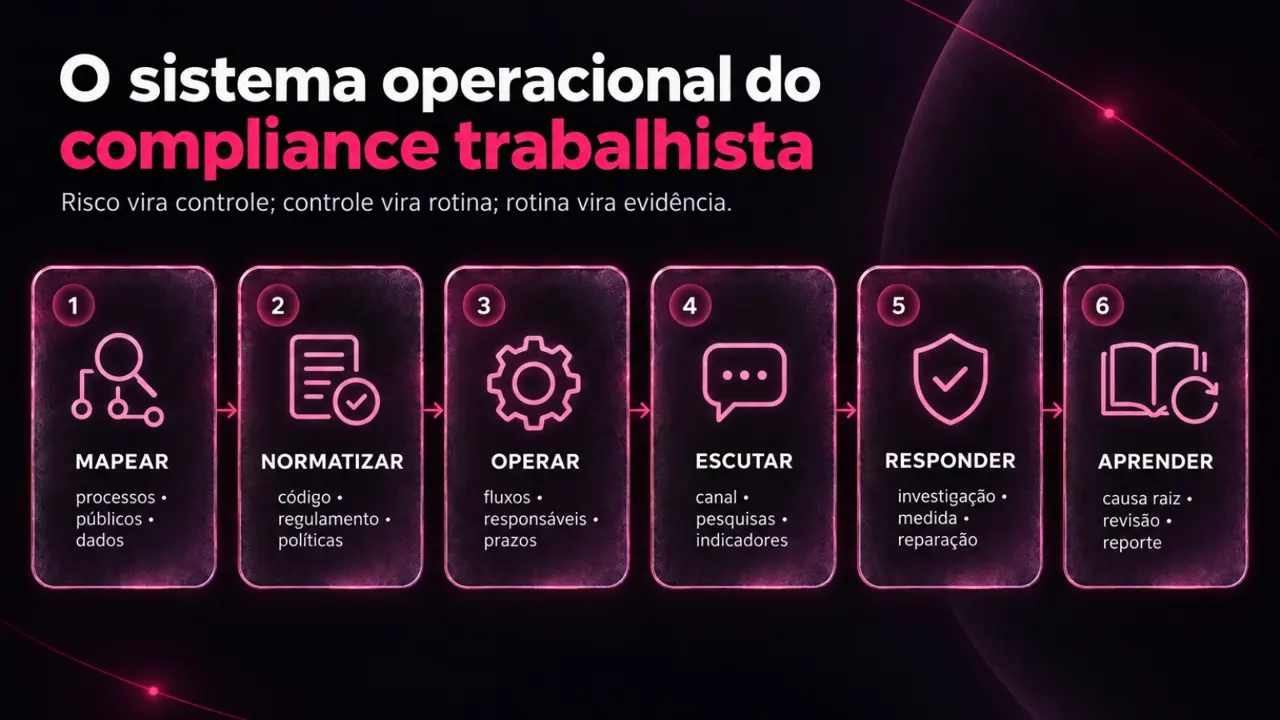 O sistema operacional do
compliance trabalhista
Risco vira controle; controle vira rotina; rotina vira evidência.
1
MAPEAR
processos •
públicos •
dados
2
NORMATIZAR
código •
regulamento •
políticas
3
OPERAR
fluxos •
responsáveis •
prazos
4
ESCUTAR
canal •
pesquisas •
indicadores
5
RESPONDER
investigação •
medida •
reparação
6
APRENDER
causa raiz •
revisão •
reporte